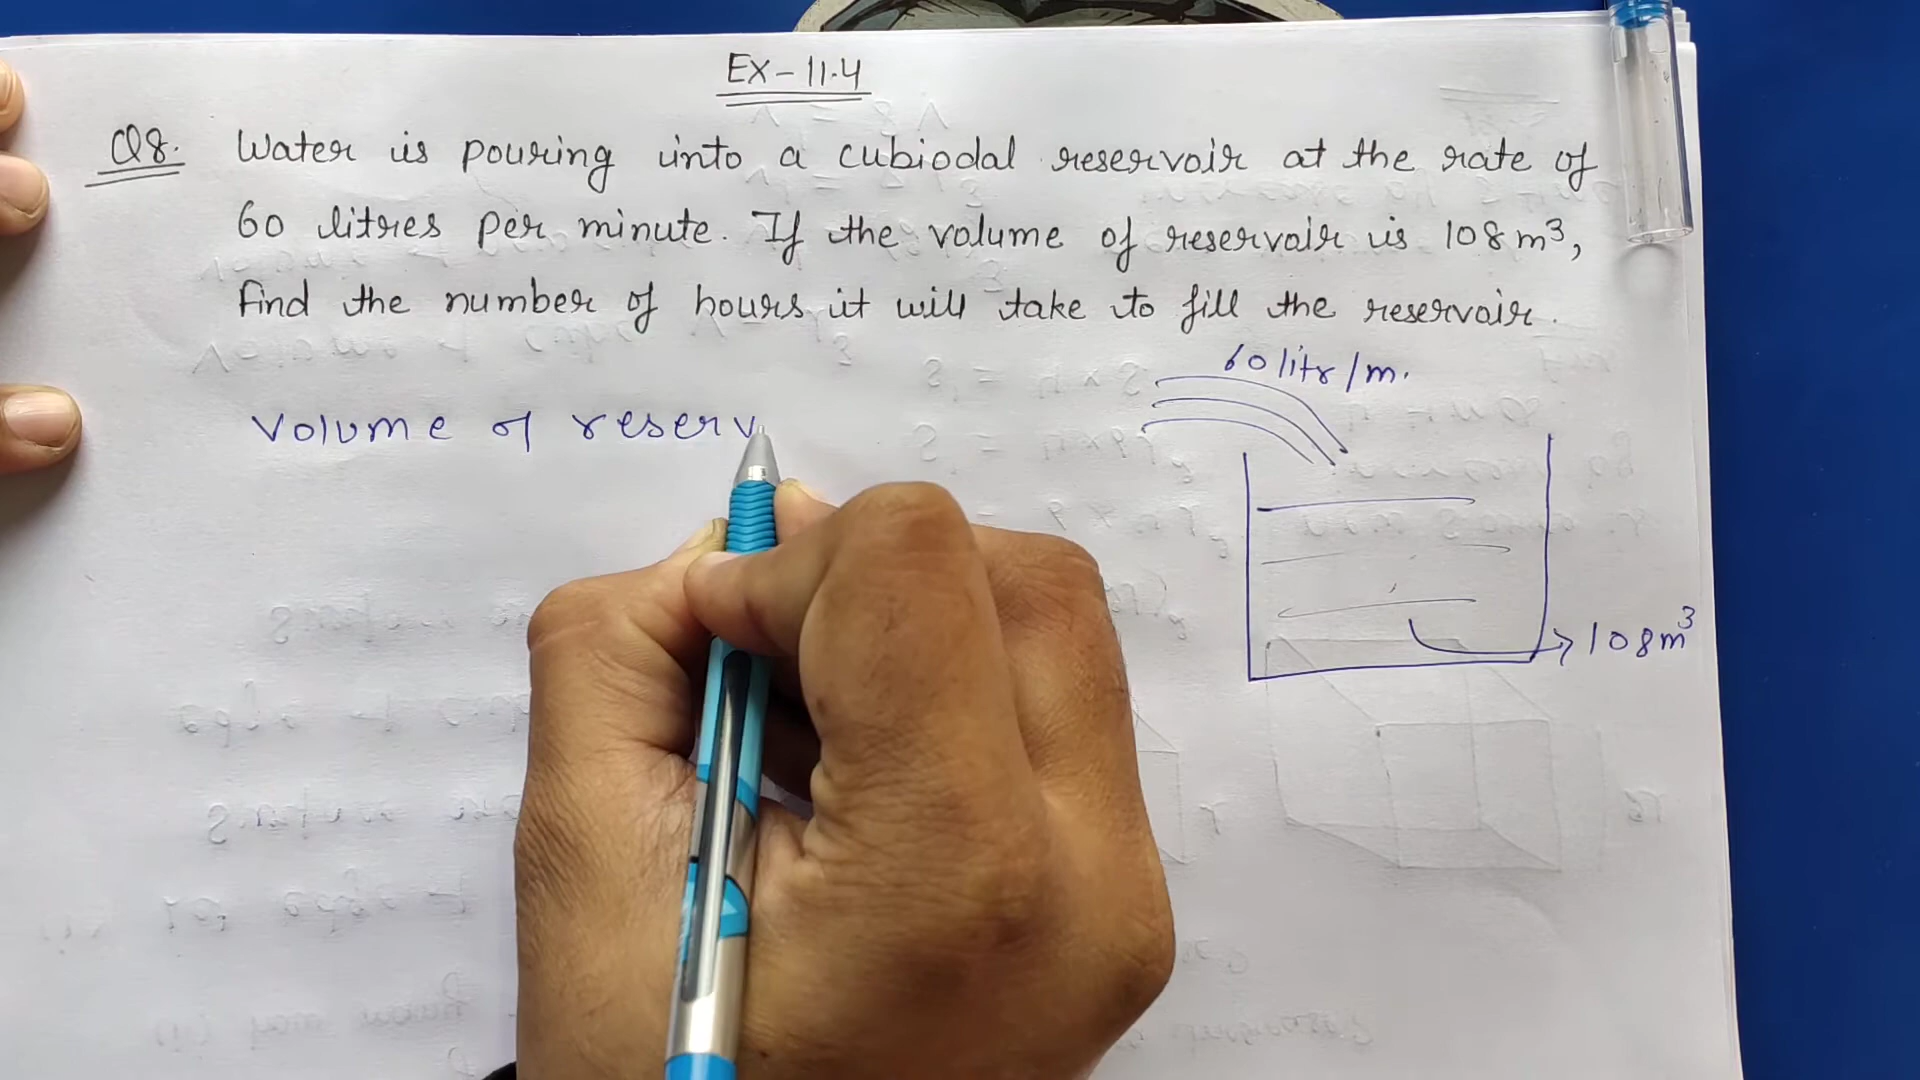 Ex-11.4
Q8. Water is pouring into a cubiodal reservoir at the rate of
60 litres per minute. If the volume of reservoir is 108 m³,
find the number of hours it will take to fill the reservoir.
60 litr/m.
Volume of reserv
108 m³